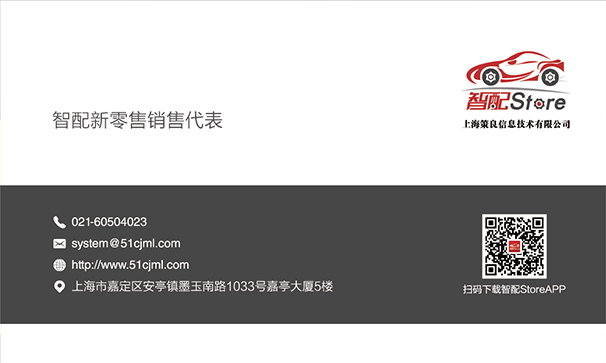 智配Store
上海策良信息技术有限公司
智配新零售销售代表
021-60504023
system@51cjml.com
http://www.51cjml.com
上海市嘉定区安亭镇墨玉南路1033号嘉亭大厦5楼
扫码下载智配StoreAPP